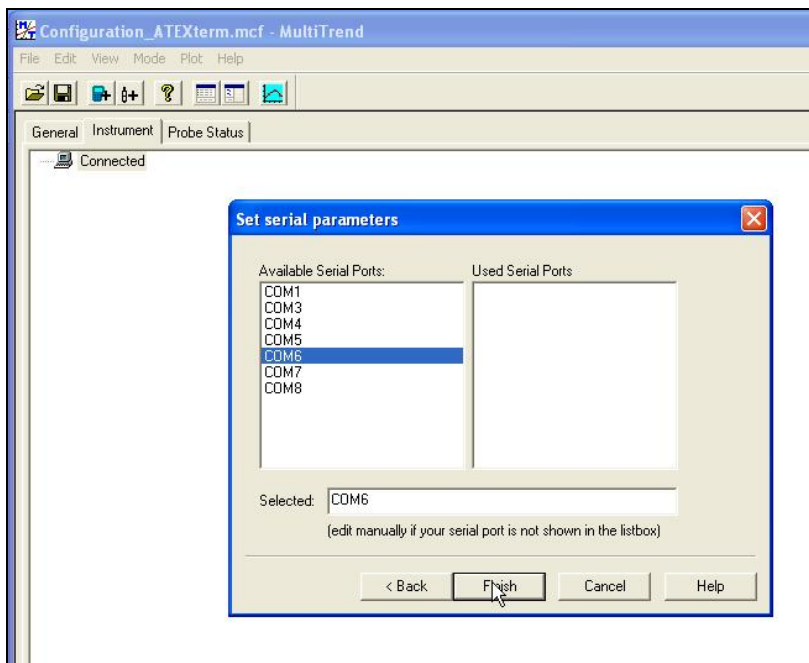 Configuration_ATEXterm.mcf - MultiTrend
File Edit View Mode Plot Help
General Instrument Probe Status
Connected
Set serial parameters
Available Serial Ports: Used Serial Ports
COM1
COM3
COM4
COM5
COM6
COM7
COM8
Selected: COM6
(edit manually if your serial port is not shown in the listbox)
< Back Finish Cancel Help